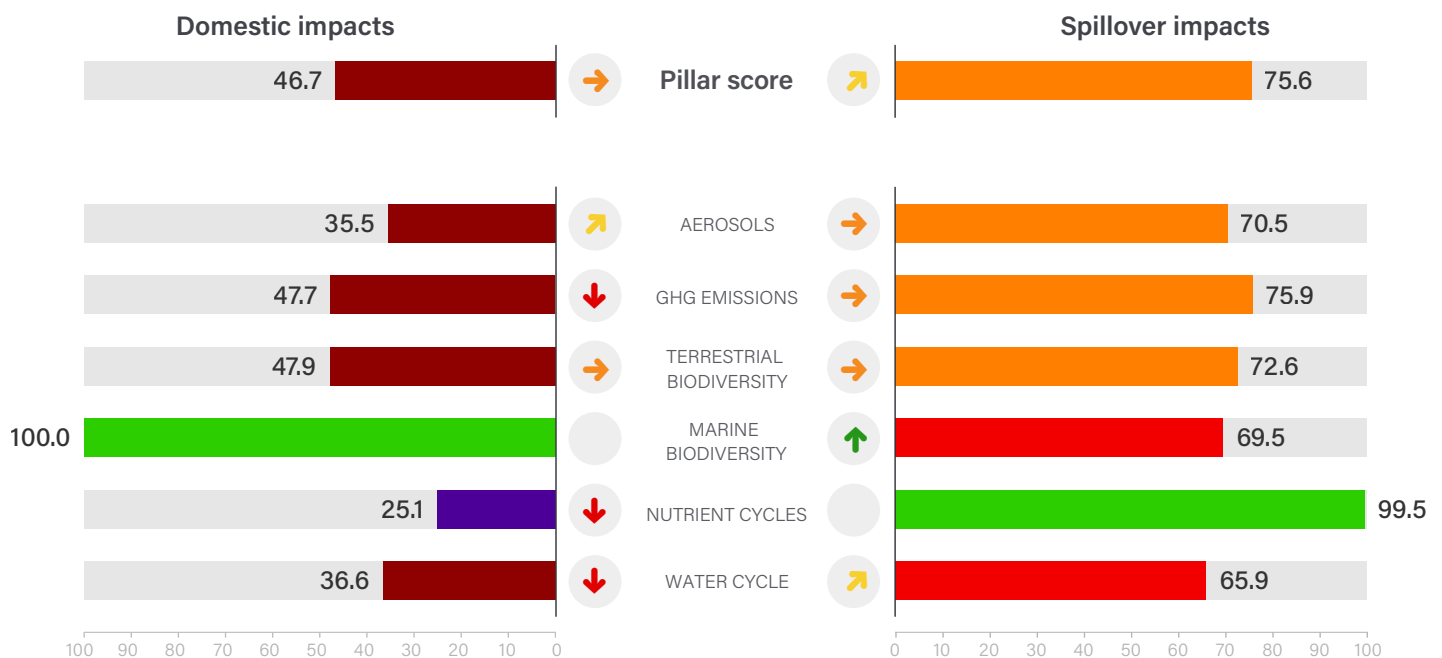 Domestic impacts
Spillover impacts
46.7
Pillar score
75.6
35.5
AEROSOLS
70.5
47.7
GHG EMISSIONS
75.9
47.9
TERRESTRIAL
BIODIVERSITY
72.6
100.0
MARINE
BIODIVERSITY
69.5
25.1
NUTRIENT CYCLES
99.5
36.6
WATER CYCLE
65.9
100 90 80 70 60 50 40 30 20 10 0
0 10 20 30 40 50 60 70 80 90 100